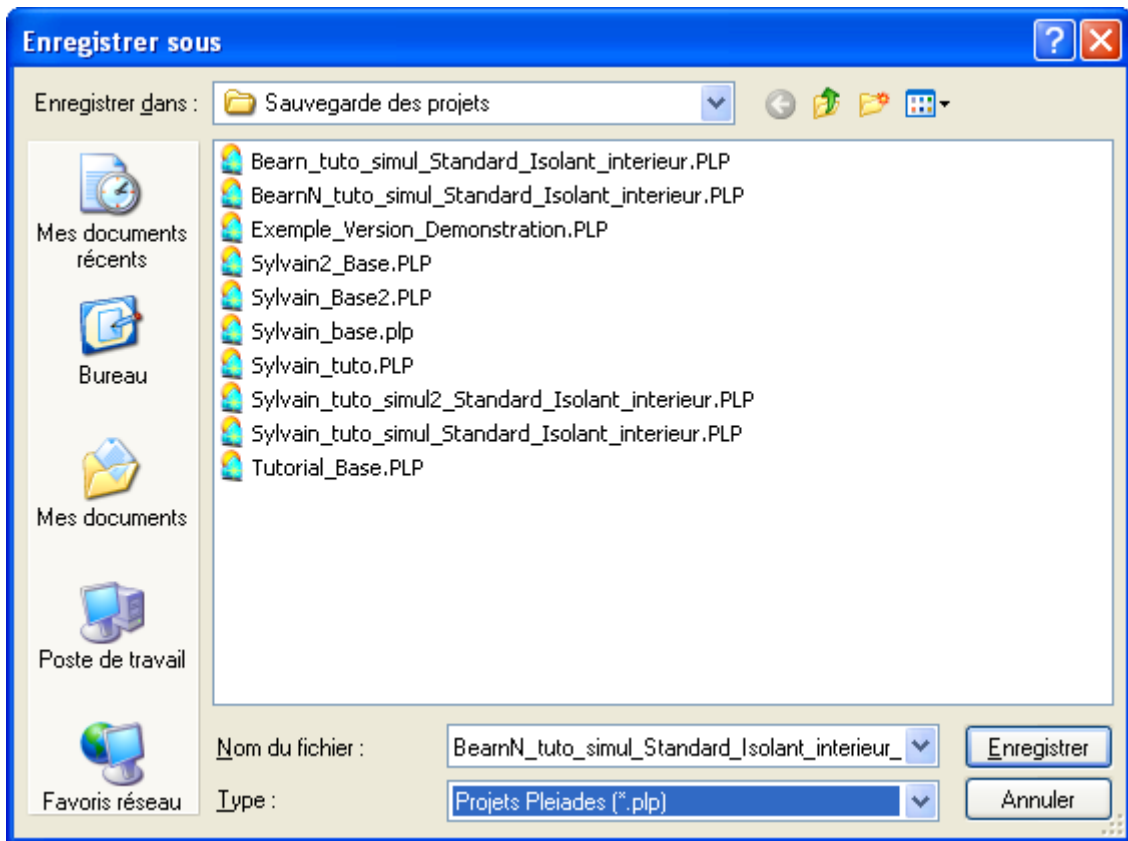 Enregistrer sous
Enregistrer dans :
Sauvegarde des projets
Mes documents
récents
Bureau
Mes documents
Poste de travail
Favoris réseau
Bearn_tuto_simul_Standard_Isolant_interieur.PLP
BearnN_tuto_simul_Standard_Isolant_interieur.PLP
Exemple_Version_Demonstration.PLP
Sylvain2_Base.PLP
Sylvain_Base2.PLP
Sylvain_base.plp
Sylvain_tuto.PLP
Sylvain_tuto_simul2_Standard_Isolant_interieur.PLP
Sylvain_tuto_simul_Standard_Isolant_interieur.PLP
Tutorial_Base.PLP
Nom du fichier :
BearnN_tuto_simul_Standard_Isolant_interieur_
Enregistrer
Type :
Projets Pleiades (*.plp)
Annuler